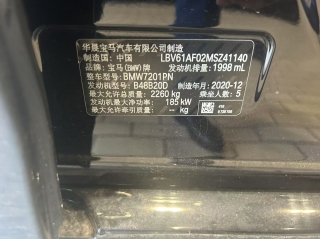 华晨宝马汽车有限公司制造
制造国: 中国 LBV61AF02MSZ41140
品牌: 宝马(BMW)牌 发动机排量: 1998 mL
整车型号: BMW7201PN
发动机型号: B48B20D 制造年月: 2020-12
最大允许总质量: 2260 kg 乘坐人数: 5
发动机最大净功率: 185 kW
最大允许牵引质量: -- kg